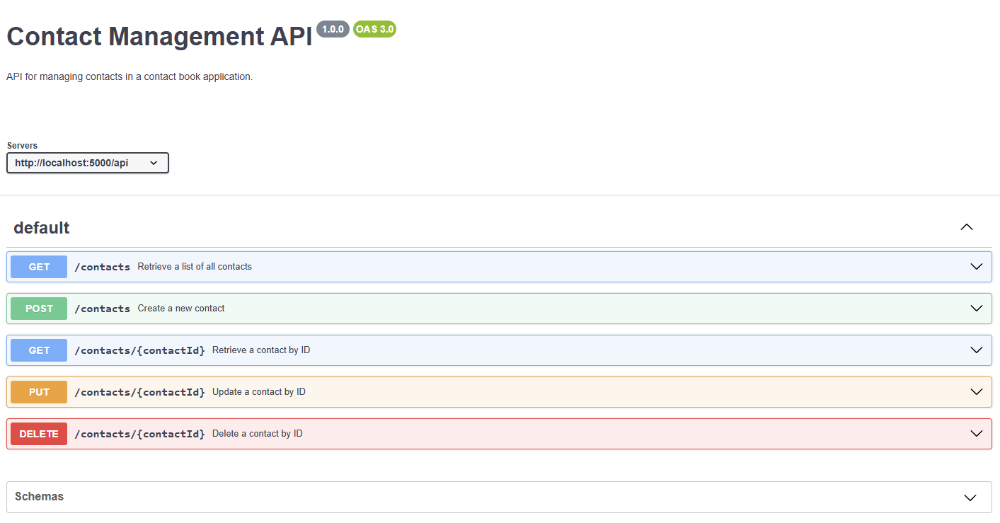 Contact Management API 1.0.0 OAS 3.0
API for managing contacts in a contact book application.
Servers
http://localhost:5000/api
default
GET /contacts Retrieve a list of all contacts
POST /contacts Create a new contact
GET /contacts/{contactId} Retrieve a contact by ID
PUT /contacts/{contactId} Update a contact by ID
DELETE /contacts/{contactId} Delete a contact by ID
Schemas